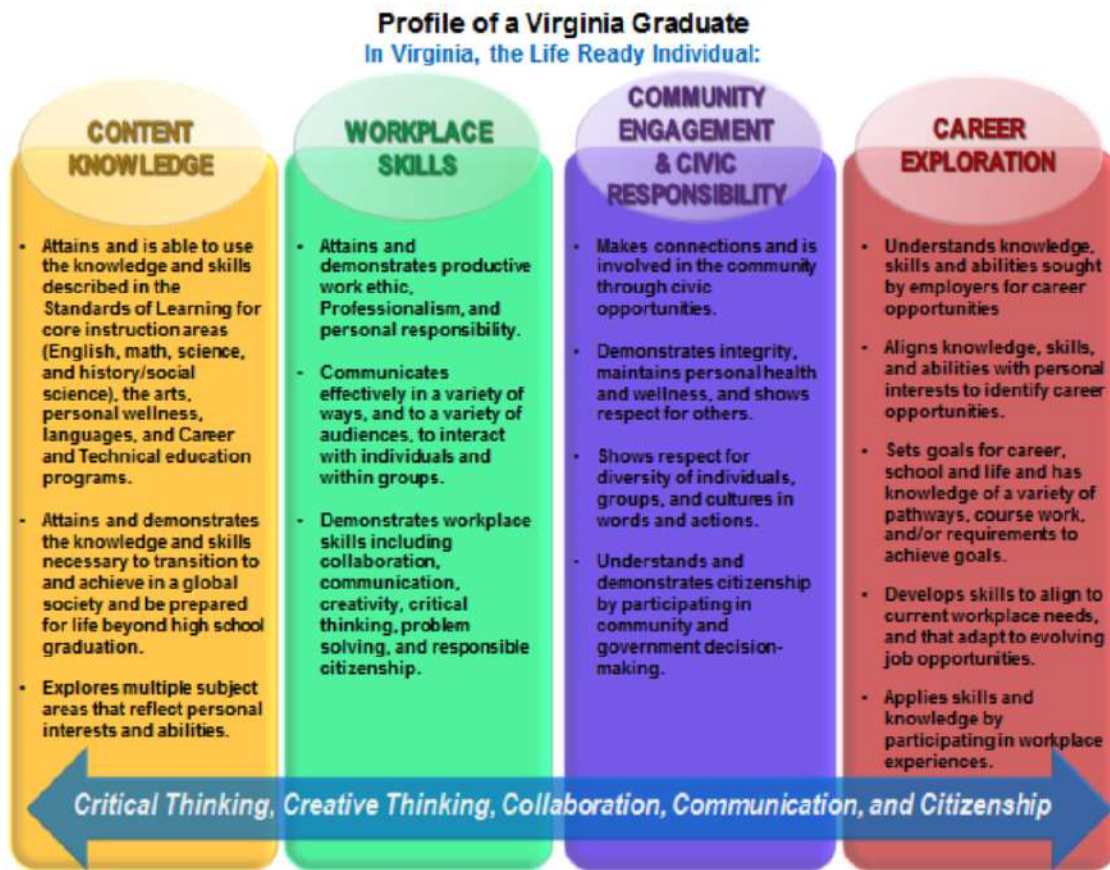 Profile of a Virginia Graduate
In Virginia, the Life Ready Individual:
CONTENT
KNOWLEDGE
• Attains and is able to use
the knowledge and skills
described in the
Standards of Learning for
core instruction areas
(English, math, science,
and history/social
science), the arts,
personal wellness,
languages, and Career
and Technical education
programs.
• Attains and demonstrates
the knowledge and skills
necessary to transition to
and achieve in a global
society and be prepared
for life beyond high school
graduation.
• Explores multiple subject
areas that reflect personal
interests and abilities.
WORKPLACE
SKILLS
• Attains and
demonstrates productive
work ethic,
Professionalism, and
personal responsibility.
• Communicates
effectively in a variety of
ways, and to a variety of
audiences, to interact
with individuals and
within groups.
• Demonstrates workplace
skills including
collaboration,
communication,
creativity, critical
thinking, problem
solving, and responsible
citizenship.
COMMUNITY
ENGAGEMENT
& CIVIC
RESPONSIBILITY
• Makes connections and is
involved in the community
through civic
opportunities.
• Demonstrates integrity,
maintains personal health
and wellness, and shows
respect for others.
• Shows respect for
diversity of individuals,
groups, and cultures in
words and actions.
• Understands and
demonstrates citizenship
by participating in
community and
government decision-
making.
CAREER
EXPLORATION
• Understands knowledge,
skills and abilities sought
by employers for career
opportunities
• Aligns knowledge, skills,
and abilities with personal
interests to identify career
opportunities.
• Sets goals for career,
school and life and has
knowledge of a variety of
pathways, course work,
and/or requirements to
achieve goals.
• Develops skills to align to
current workplace needs,
and that adapt to evolving
job opportunities.
• Applies skills and
knowledge by
participating in workplace
experiences.
Critical Thinking, Creative Thinking, Collaboration, Communication, and Citizenship